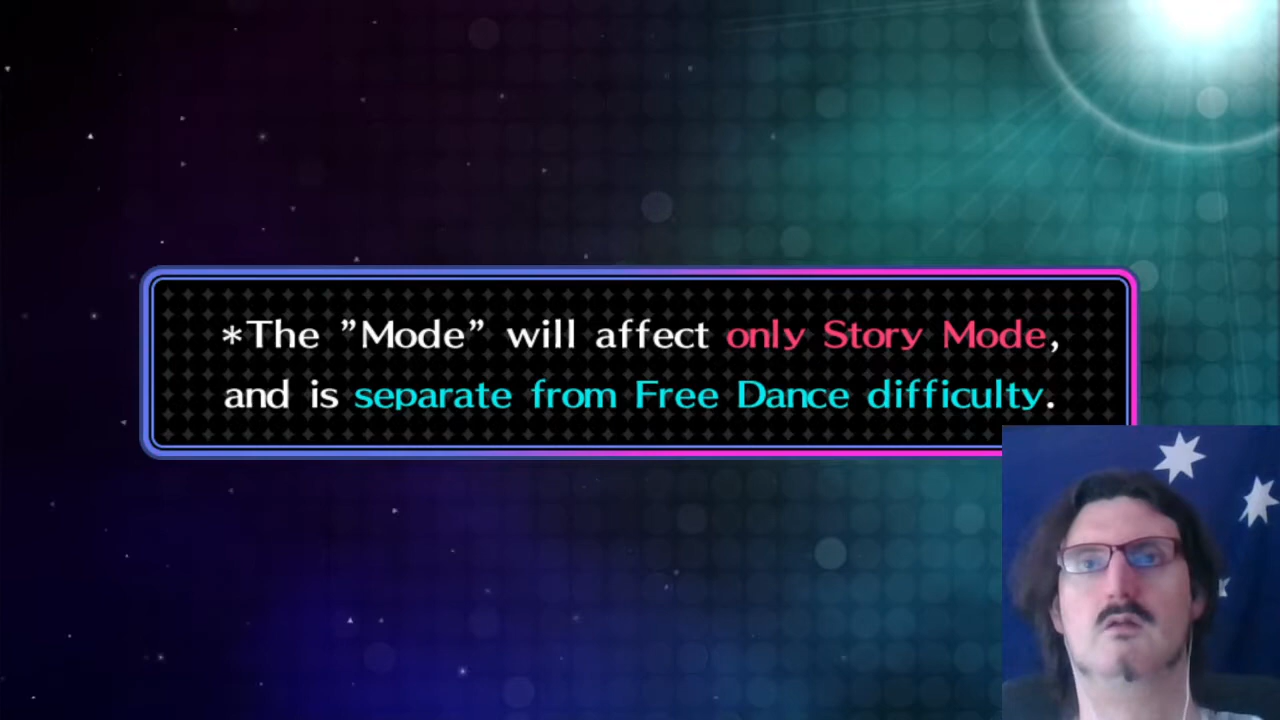 *The ”Mode” will affect only Story Mode,
and is separate from Free Dance difficulty.